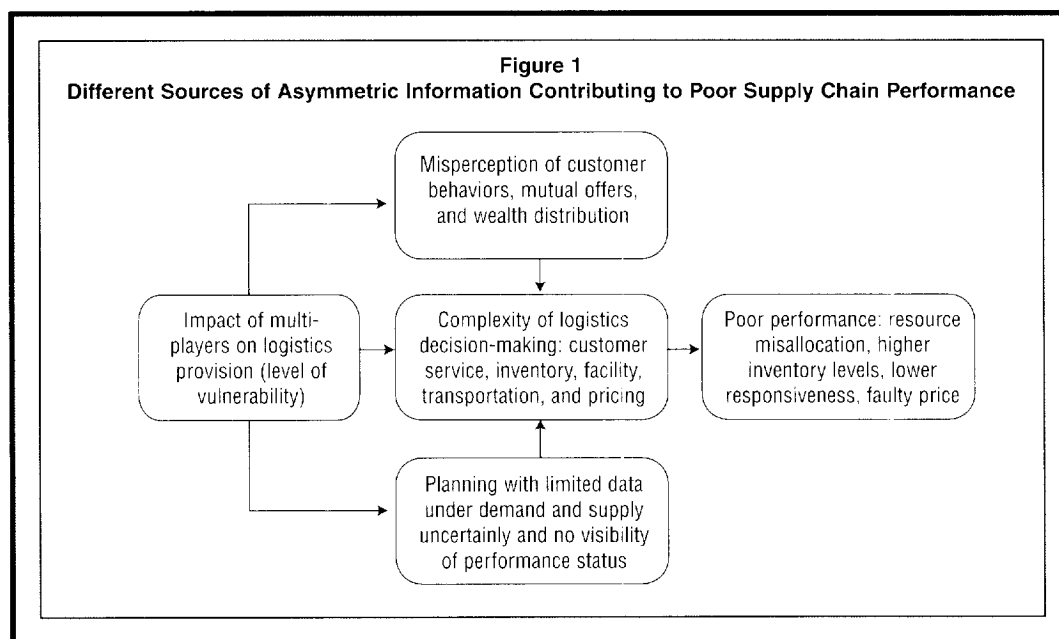 Figure 1
Different Sources of Asymmetric Information Contributing to Poor Supply Chain Performance
Misperception of customer
behaviors, mutual offers,
and wealth distribution
Impact of multi-
players on logistics
provision (level of
vulnerability)
Complexity of logistics
decision-making: customer
service, inventory, facility,
transportation, and pricing
Poor performance: resource
misallocation, higher
inventory levels, lower
responsiveness, faulty price
Planning with limited data
under demand and supply
uncertainly and no visibility
of performance status